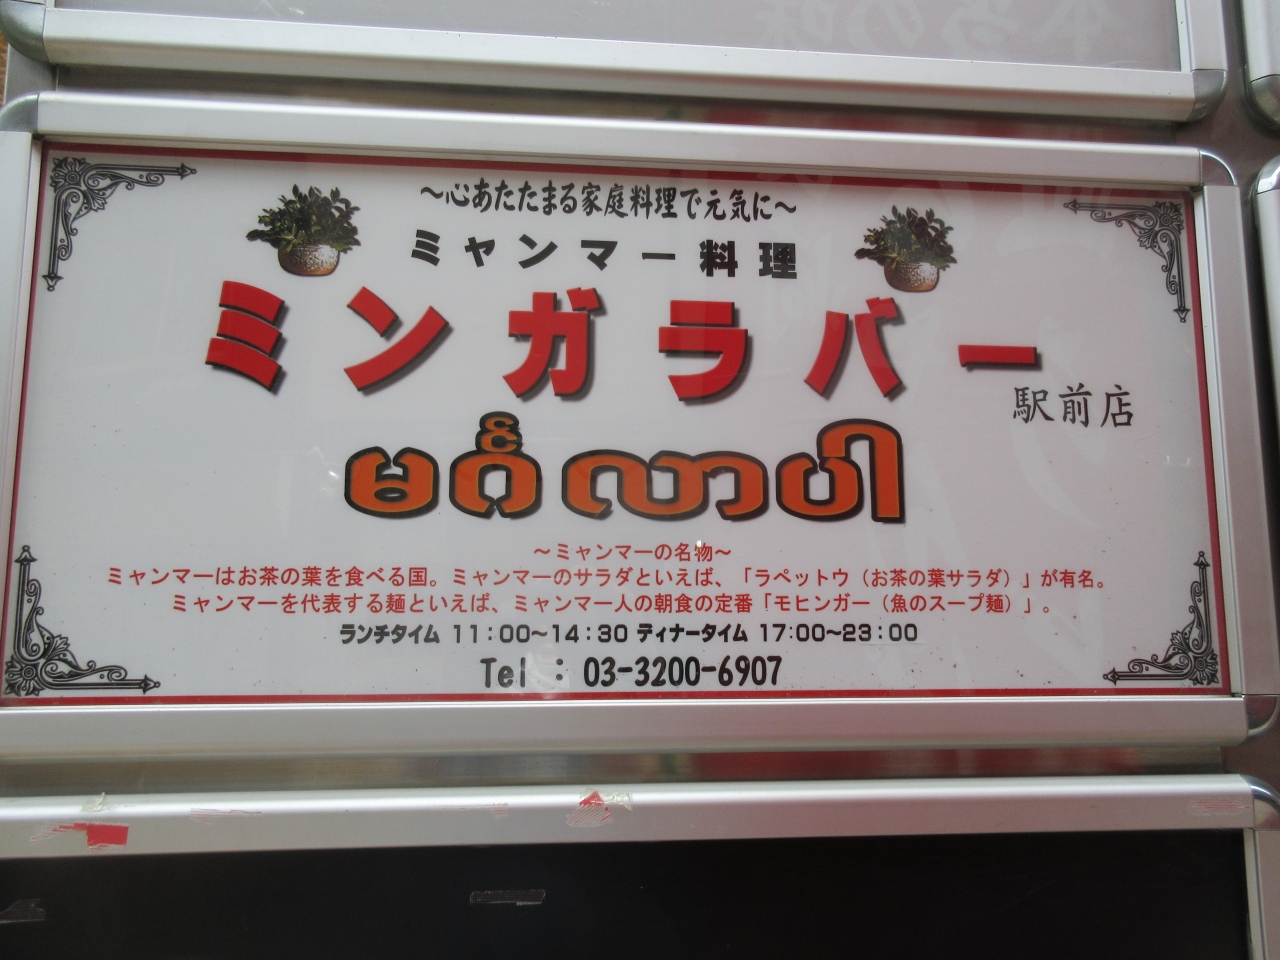 ～心あたたまる家庭料理で元気に～
ミャンマー料理
ミンガラバー
駅前店
မင်္ဂလာပါ
～ミャンマーの名物～
ミャンマーはお茶の葉を食べる国。ミャンマーのサラダといえば、「ラペットウ（お茶の葉サラダ）」が有名。
ミャンマーを代表する麺といえば、ミャンマー人の朝食の定番「モヒンガー（魚のスープ麺）」。
ランチタイム 11：00～14：30 ディナータイム 17：00～23：00
Tel ： 03-3200-6907